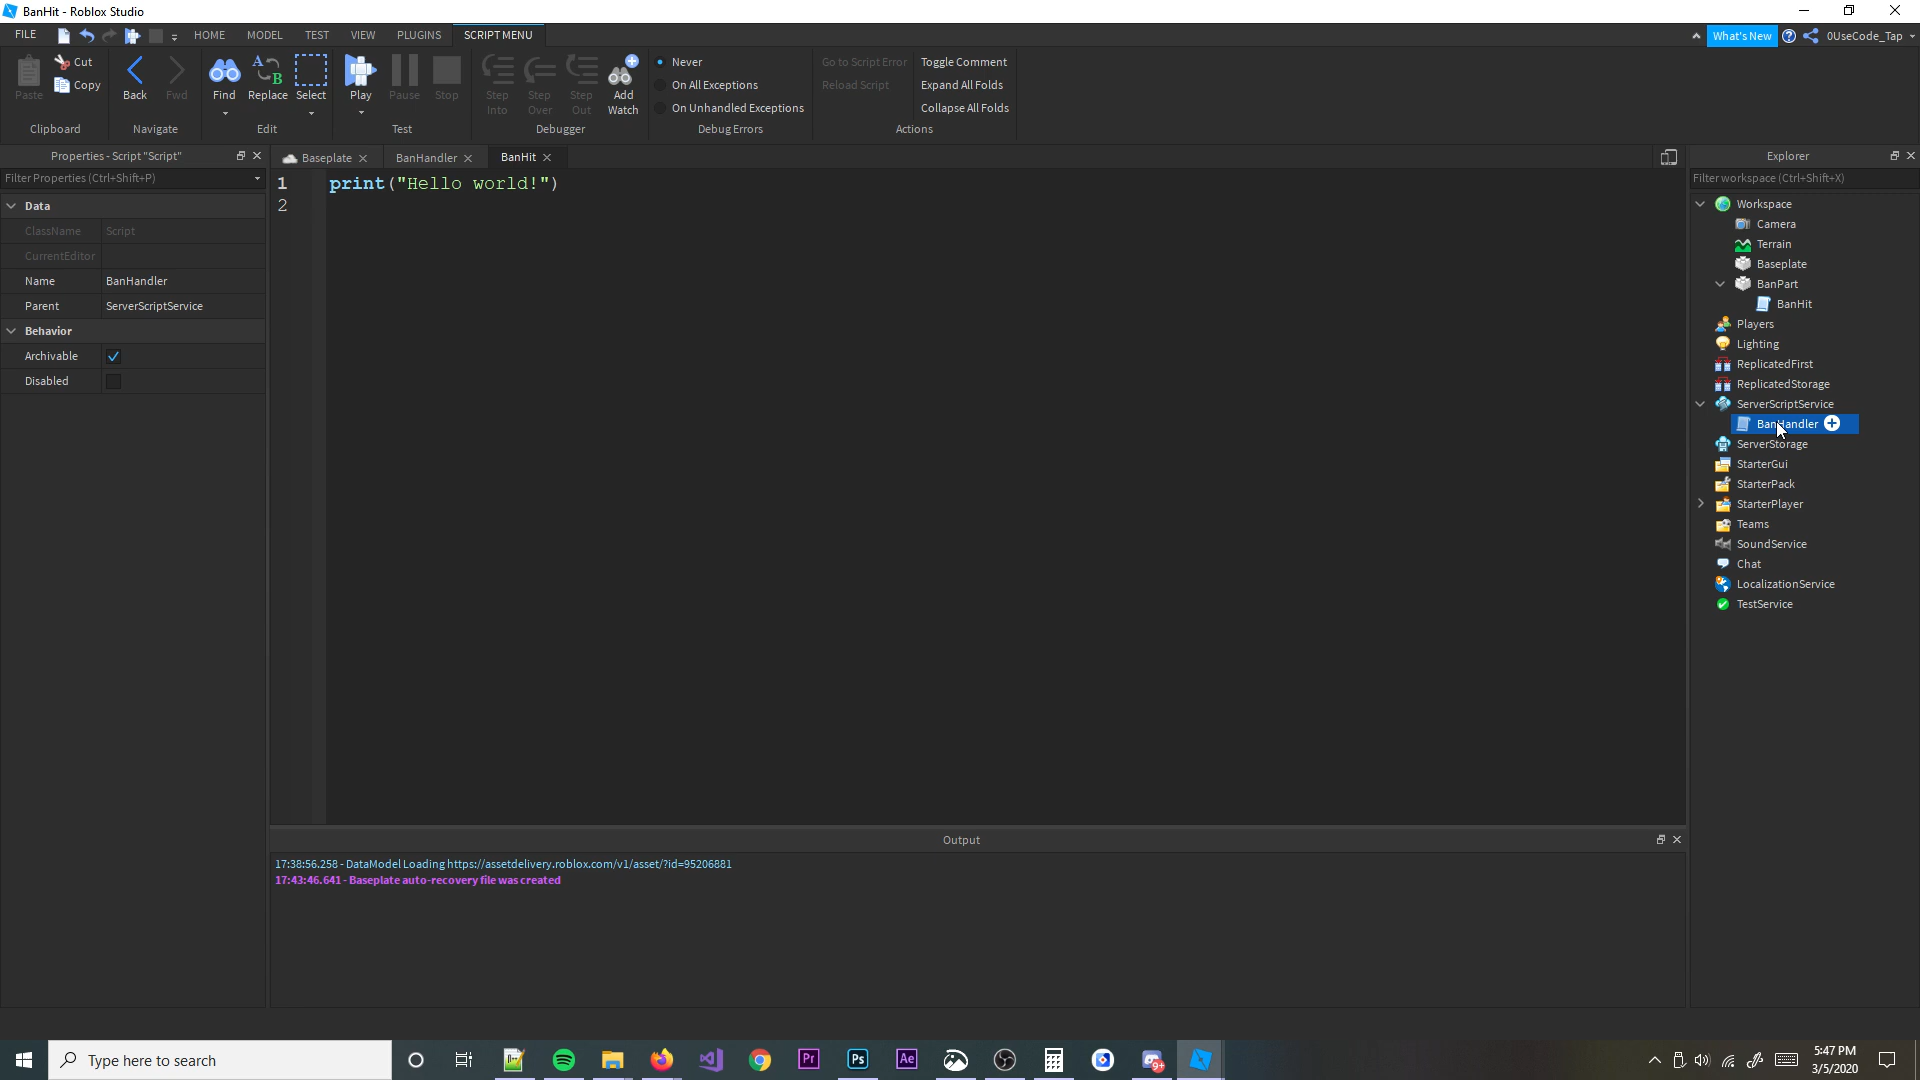 BanHit - Roblox Studio
FILE
HOME
MODEL
TEST
VIEW
PLUGINS
SCRIPT MENU
What's New
0UseCode_Tap
Paste
Cut
Copy
Clipboard
Back
Fwd
Navigate
Find
Replace
Select
Edit
Play
Pause
Stop
Test
Step Into
Step Over
Step Out
Add Watch
Debugger
Never
On All Exceptions
On Unhandled Exceptions
Debug Errors
Go to Script Error
Reload Script
Toggle Comment
Expand All Folds
Collapse All Folds
Actions
Properties - Script "Script"
Filter Properties (Ctrl+Shift+P)
Data
ClassName Script
CurrentEditor
Name BanHandler
Parent ServerScriptService
Behavior
Archivable
Disabled
Baseplate
BanHandler
BanHit
1 print("Hello world!")
2
Output
17:38:56.258 - DataModel Loading https://assetdelivery.roblox.com/v1/asset/?id=95206881
17:43:46.641 - Baseplate auto-recovery file was created
Explorer
Filter workspace (Ctrl+Shift+X)
Workspace
Camera
Terrain
Baseplate
BanPart
BanHit
Players
Lighting
ReplicatedFirst
ReplicatedStorage
ServerScriptService
BanHandler
ServerStorage
StarterGui
StarterPack
StarterPlayer
Teams
SoundService
Chat
LocalizationService
TestService
Type here to search
Pr
Ps
Ae
9+
5:47 PM
3/5/2020